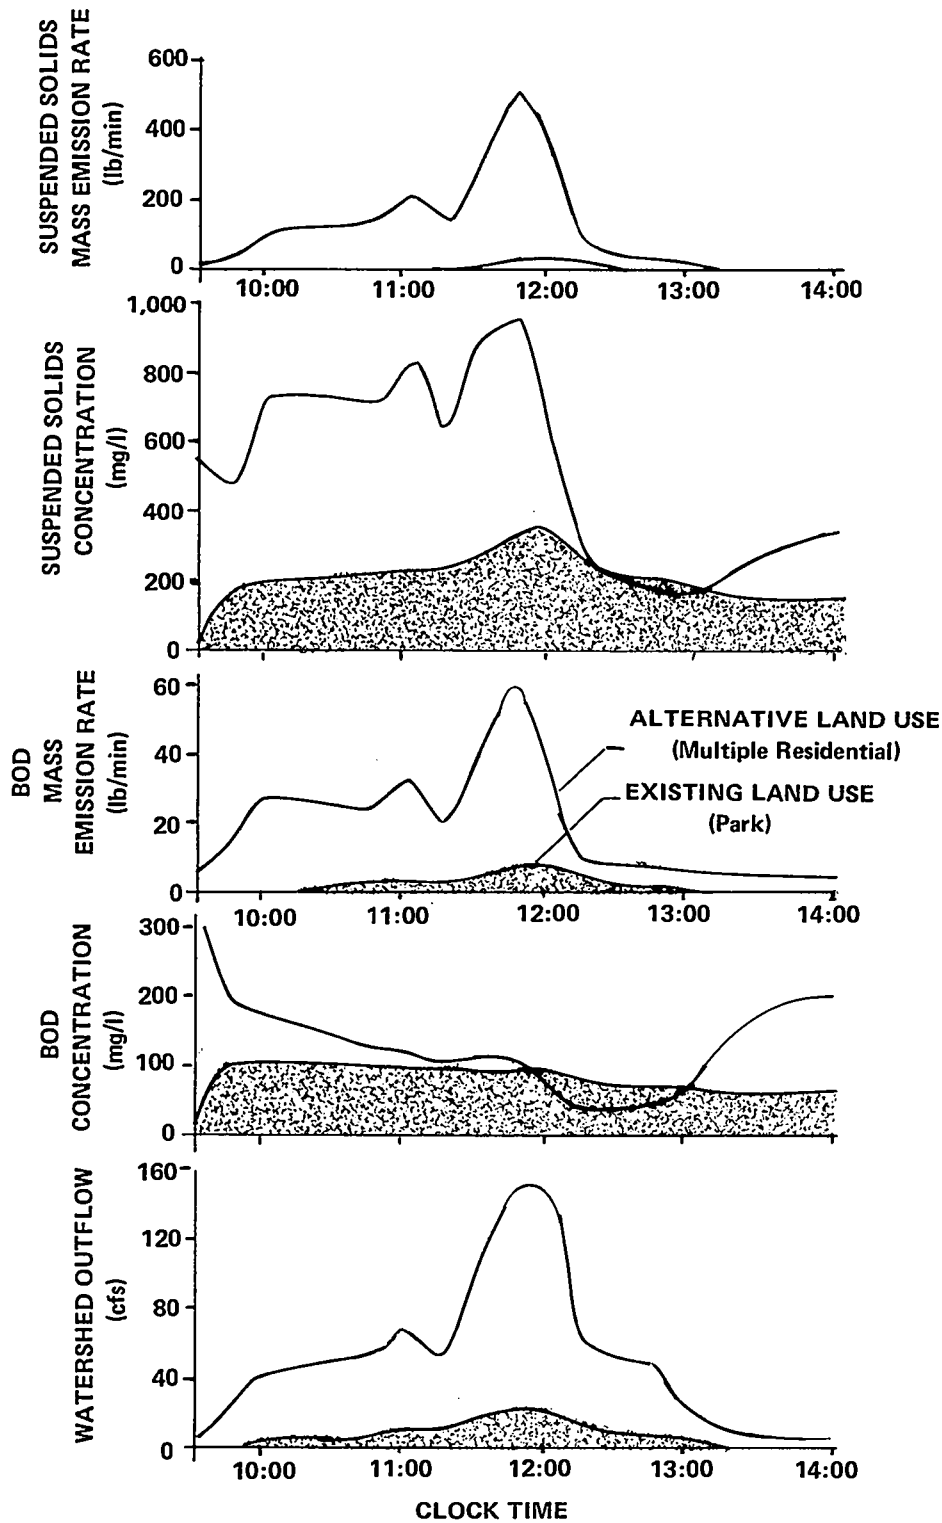 SUSPENDED SOLIDS
MASS EMISSION RATE
(lb/min)
600
400
200
0
10:00 11:00 12:00 13:00 14:00
SUSPENDED SOLIDS
CONCENTRATION
(mg/l)
1,000
800
600
400
200
0
BOD
MASS
EMISSION RATE
(lb/min)
60
40
20
0
ALTERNATIVE LAND USE
(Multiple Residential)
EXISTING LAND USE
(Park)
10:00 11:00 12:00 13:00 14:00
BOD
CONCENTRATION
(mg/l)
300
200
100
0
WATERSHED OUTFLOW
(cfs)
160
120
80
40
0
10:00 11:00 12:00 13:00 14:00
CLOCK TIME